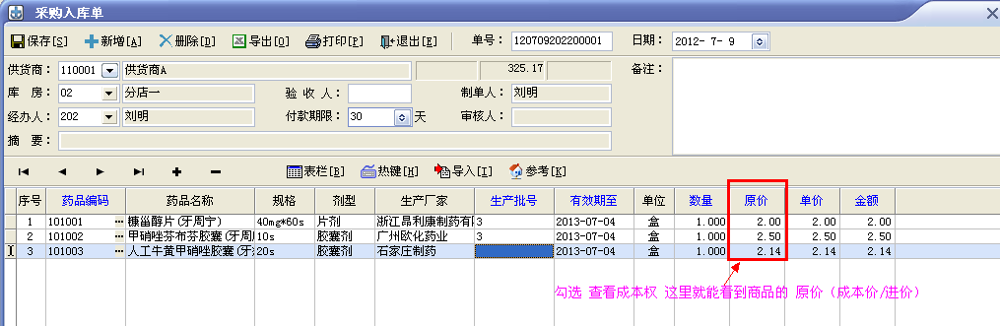 采购入库单
保存[S] 新增[A] 删除[D] 导出[O] 打印[P] 退出[E] 单号: 120709202200001 日期: 2012- 7- 9
供货商: 110001 供货商A 325.17 备注:
库 房: 02 分店一 验 收 人: 制单人: 刘明
经办人: 202 刘明 付款期限: 30 天 审核人:
摘 要:
表栏[B] 热键[H] 导入[I] 参考[K]
序号 药品编码 药品名称 规格 剂型 生产厂家 生产批号 有效期至 单位 数量 原价 单价 金额
1 101001 糠甾醇片(牙周宁) 40mg*60s 片剂 浙江昂利康制药有 3 2013-07-04 盒 1.000 2.00 2.00 2.00
2 101002 甲硝唑芬布芬胶囊(牙周 10s 胶囊剂 广州欧化药业 3 2013-07-04 盒 1.000 2.50 2.50 2.50
3 101003 人工牛黄甲硝唑胶囊(牙 20s 胶囊剂 石家庄制药 2013-07-04 盒 1.000 2.14 2.14 2.14
勾选 查看成本权 这里就能看到商品的 原价(成本价/进价)